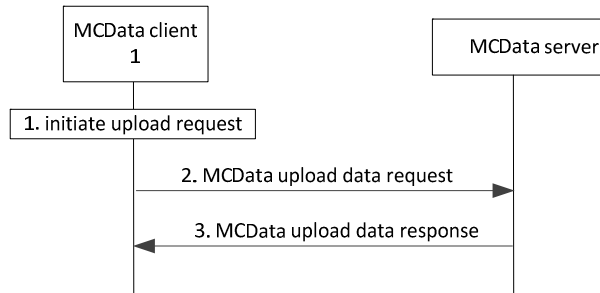 MCData client
1
MCData server
1. initiate upload request
2. MCData upload data request
3. MCData upload data response